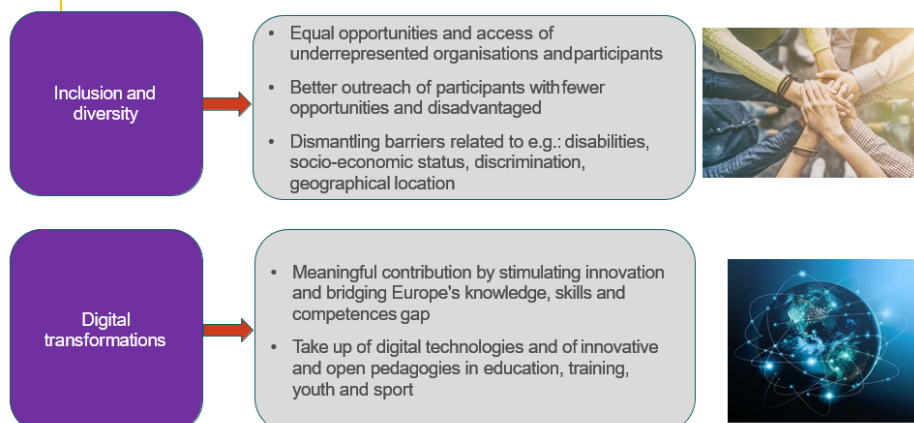 Inclusion and
diversity
• Equal opportunities and access of
underrepresented organisations andparticipants
• Better outreach of participants withfewer
opportunities and disadvantaged
• Dismantling barriers related to e.g.: disabilities,
socio-economic status, discrimination,
geographical location
Digital
transformations
• Meaningful contribution by stimulating innovation
and bridging Europe's knowledge, skills and
competences gap
• Take up of digital technologies and of innovative
and open pedagogies in education, training,
youth and sport